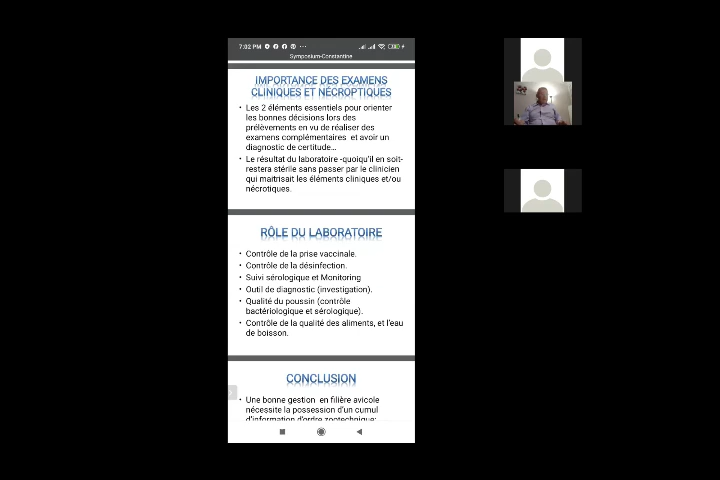 7:02 PM
Symposium-Constantine
IMPORTANCE DES EXAMENS
CLINIQUES ET NÉCROPTIQUES
• Les 2 éléments essentiels pour orienter
les bonnes décisions lors des
prélèvements en vu de réaliser des
examens complémentaires et avoir un
diagnostic de certitude...
• Le résultat du laboratoire -quoiqu'il en soit-
restera stérile sans passer par le clinicien
qui maitrisait les éléments cliniques et/ou
nécrotiques.
RÔLE DU LABORATOIRE
• Contrôle de la prise vaccinale.
• Contrôle de la désinfection.
• Suivi sérologique et Monitoring
• Outil de diagnostic (investigation).
• Qualité du poussin (contrôle
bactériologique et sérologique).
• Contrôle de la qualité des aliments, et l'eau
de boisson.
CONCLUSION
• Une bonne gestion en filière avicole
nécessite la possession d'un cumul
d'information d'ordre zootechnique;